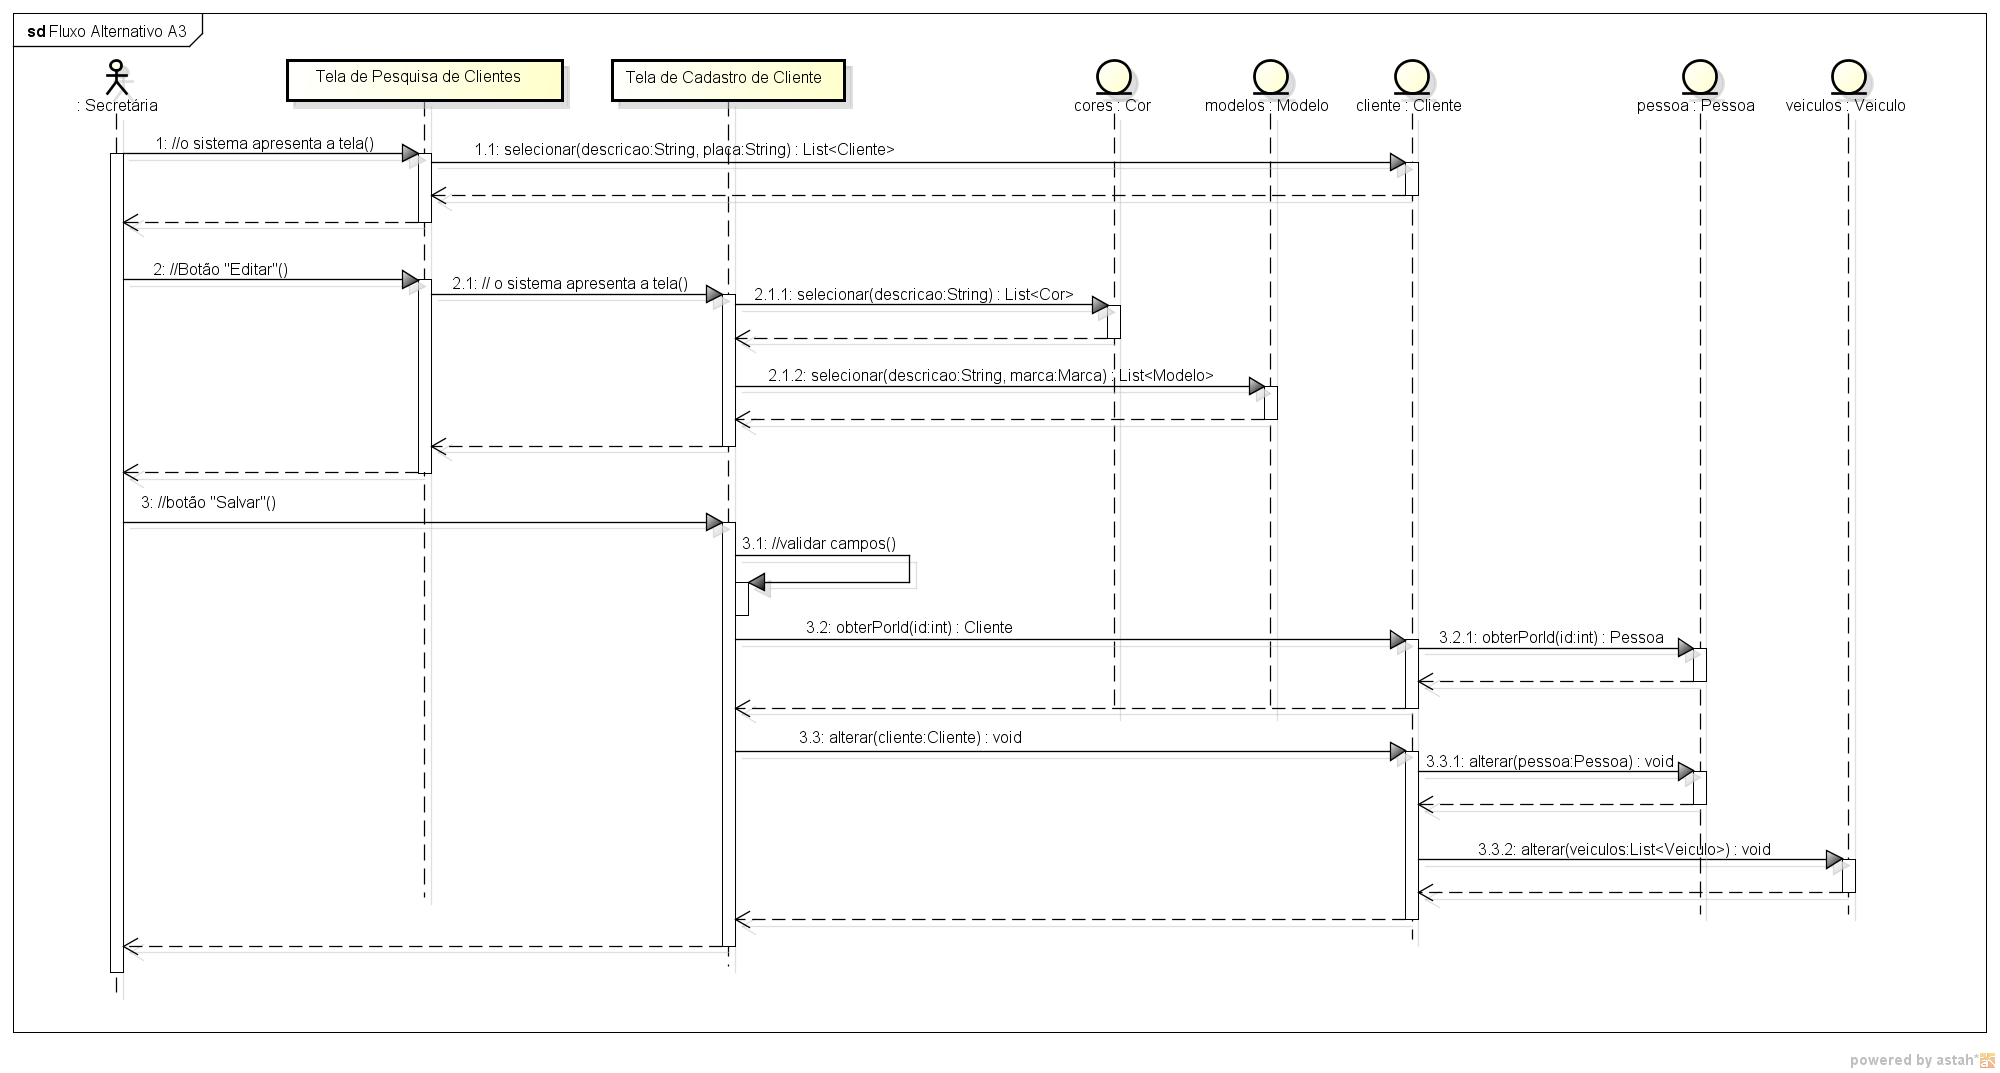 sd Fluxo Alternativo A3
: Secretária
Tela de Pesquisa de Clientes
Tela de Cadastro de Cliente
cores : Cor
modelos : Modelo
cliente : Cliente
pessoa : Pessoa
veiculos : Veiculo
1: //o sistema apresenta a tela()
1.1: selecionar(descricao:String, placa:String) : List<Cliente>
2: //Botão "Editar"()
2.1: // o sistema apresenta a tela()
2.1.1: selecionar(descricao:String) : List<Cor>
2.1.2: selecionar(descricao:String, marca:Marca) : List<Modelo>
3: //botão "Salvar"()
3.1: //validar campos()
3.2: obterPorId(id:int) : Cliente
3.2.1: obterPorId(id:int) : Pessoa
3.3: alterar(cliente:Cliente) : void
3.3.1: alterar(pessoa:Pessoa) : void
3.3.2: alterar(veiculos:List<Veiculo>) : void
powered by astah*